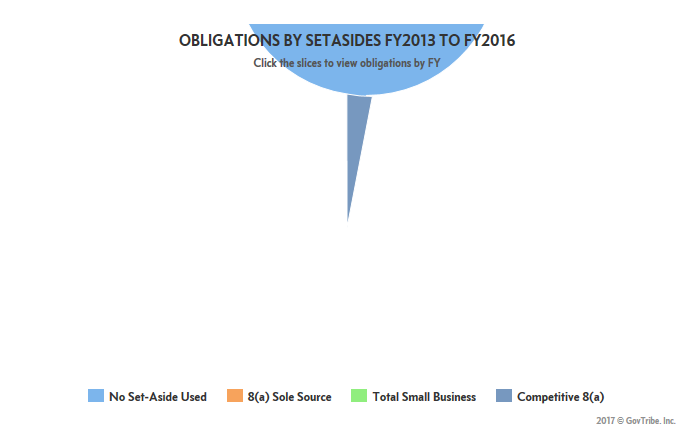 OBLIGATIONS BY SETASIDES FY2013 TO FY2016
Click the slices to view obligations by FY
No Set-Aside Used 8(a) Sole Source Total Small Business Competitive 8(a)
2017 © GovTribe, Inc.